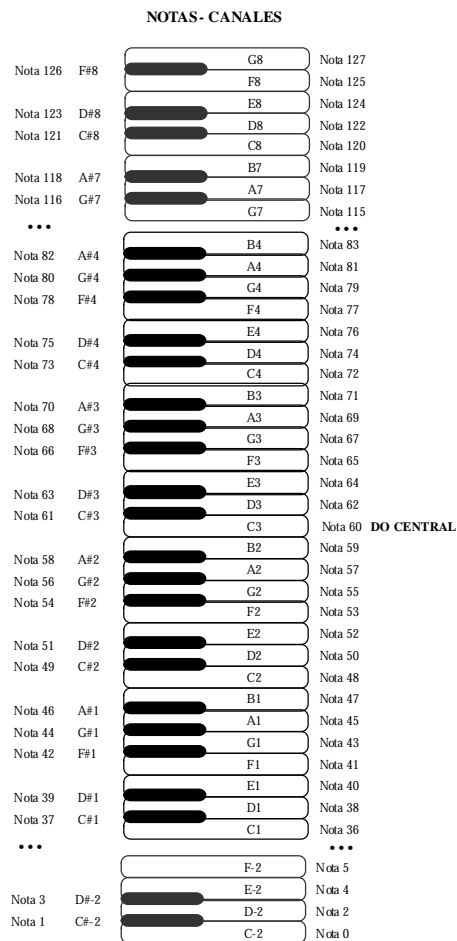 NOTAS - CANALES
G8 Nota 127
Nota 126 F#8
F8 Nota 125
E8 Nota 124
Nota 123 D#8
D8 Nota 122
Nota 121 C#8
C8 Nota 120
B7 Nota 119
Nota 118 A#7
A7 Nota 117
Nota 116 G#7
G7 Nota 115
... ...
B4 Nota 83
Nota 82 A#4
A4 Nota 81
Nota 80 G#4
G4 Nota 79
Nota 78 F#4
F4 Nota 77
E4 Nota 76
Nota 75 D#4
D4 Nota 74
Nota 73 C#4
C4 Nota 72
B3 Nota 71
Nota 70 A#3
A3 Nota 69
Nota 68 G#3
G3 Nota 67
Nota 66 F#3
F3 Nota 65
E3 Nota 64
Nota 63 D#3
D3 Nota 62
Nota 61 C#3
C3 Nota 60 DO CENTRAL
B2 Nota 59
Nota 58 A#2
A2 Nota 57
Nota 56 G#2
G2 Nota 55
Nota 54 F#2
F2 Nota 53
E2 Nota 52
Nota 51 D#2
D2 Nota 50
Nota 49 C#2
C2 Nota 48
B1 Nota 47
Nota 46 A#1
A1 Nota 45
Nota 44 G#1
G1 Nota 43
Nota 42 F#1
F1 Nota 41
E1 Nota 40
Nota 39 D#1
D1 Nota 38
Nota 37 C#1
C1 Nota 36
... ...
F-2 Nota 5
E-2 Nota 4
Nota 3 D#-2
D-2 Nota 2
Nota 1 C#-2
C-2 Nota 0